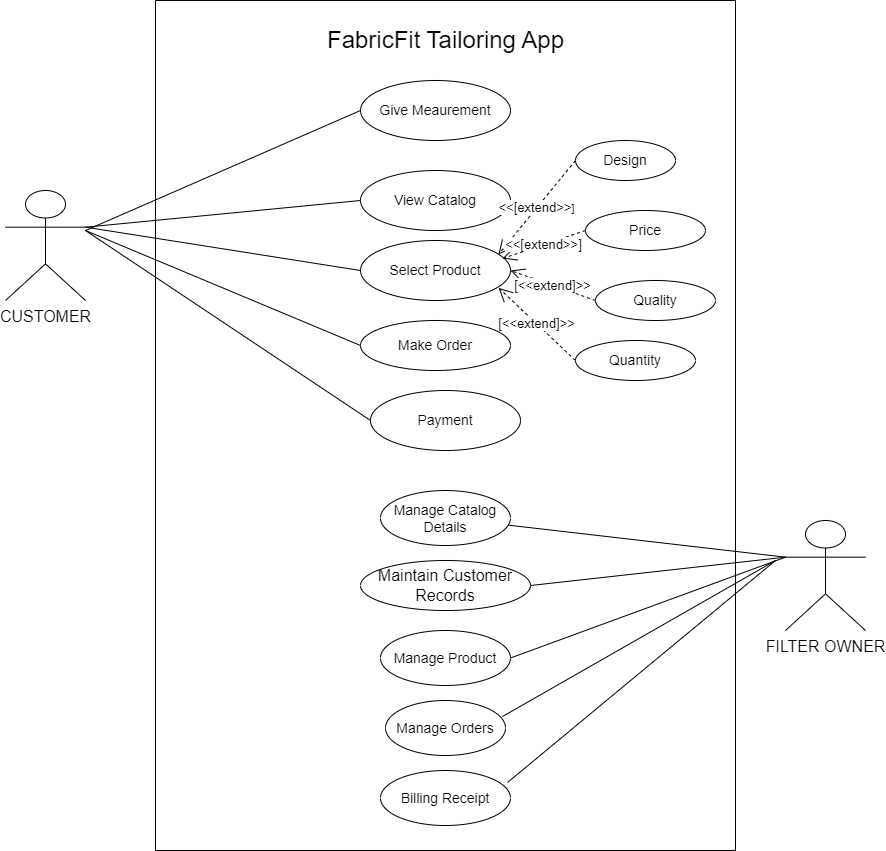 FabricFit Tailoring App
Give Meaurement
Design
View Catalog
<<[extend>>]
Price
<<[extend>>]
Select Product
[<<extend]>>
Quality
CUSTOMER
[<<extend]>>
Make Order
Quantity
Payment
Manage Catalog
Details
Maintain Customer
Records
FILTER OWNER
Manage Product
Manage Orders
Billing Receipt